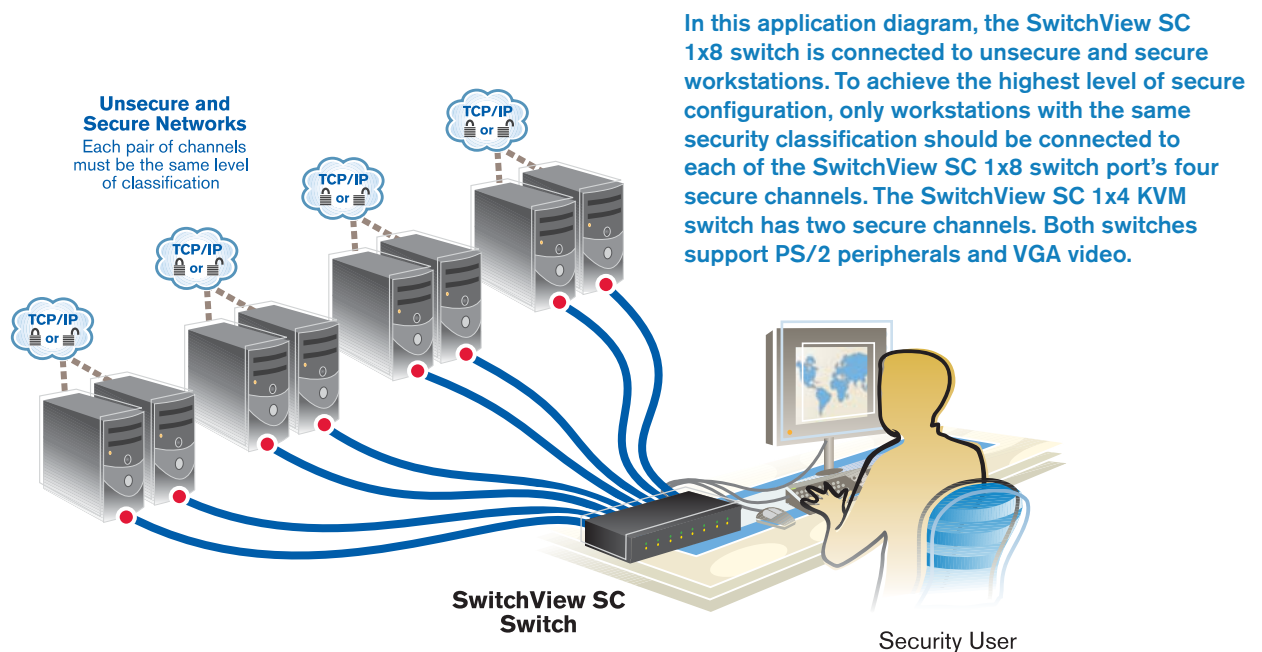 In this application diagram, the SwitchView SC
1x8 switch is connected to unsecure and secure
workstations. To achieve the highest level of secure
configuration, only workstations with the same
security classification should be connected to
each of the SwitchView SC 1x8 switch port's four
secure channels. The SwitchView SC 1x4 KVM
switch has two secure channels. Both switches
support PS/2 peripherals and VGA video.
Unsecure and
Secure Networks
Each pair of channels
must be the same level
of classification
TCP/IP
or
TCP/IP
or
TCP/IP
or
TCP/IP
or
SwitchView SC
Switch
Security User